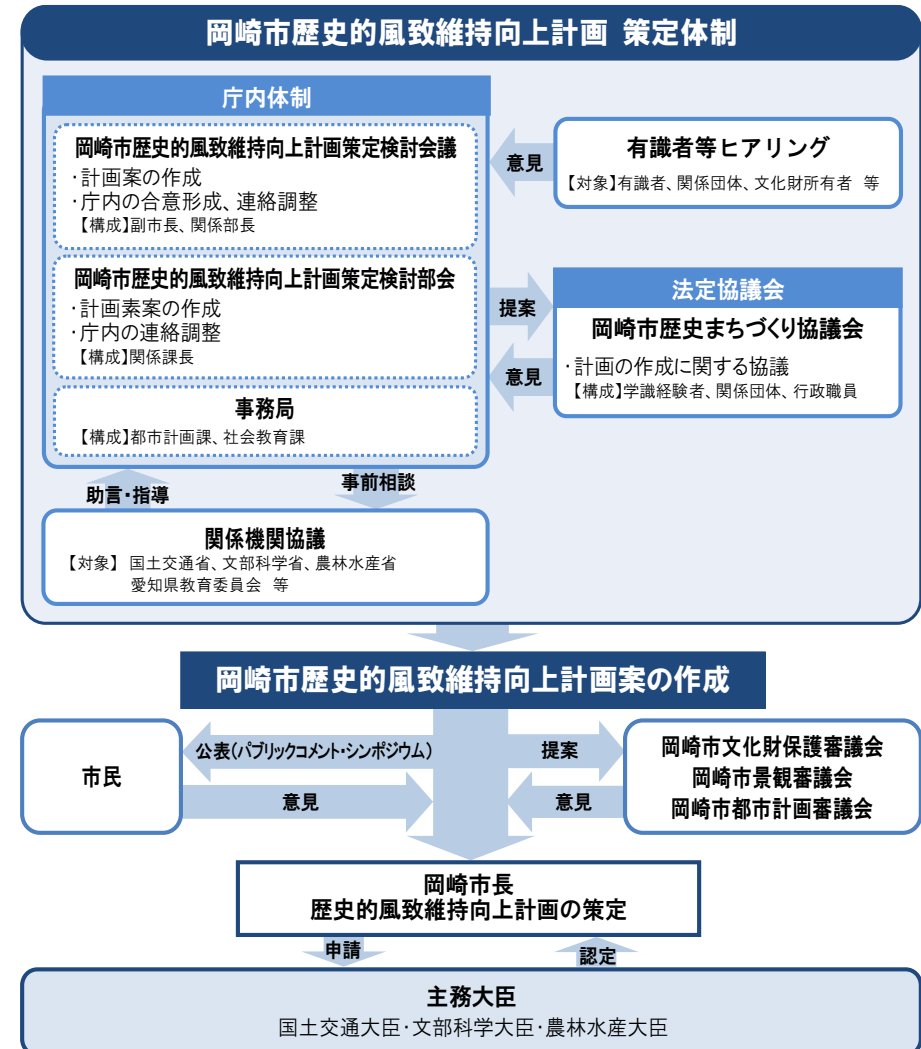 岡崎市歴史的風致維持向上計画 策定体制
庁内体制
岡崎市歴史的風致維持向上計画策定検討会議
・計画案の作成
・庁内の合意形成、連絡調整
【構成】副市長、関係部長
意見
有識者等ヒアリング
【対象】有識者、関係団体、文化財所有者 等
岡崎市歴史的風致維持向上計画策定検討部会
・計画素案の作成
・庁内の連絡調整
【構成】関係課長
提案
意見
法定協議会
岡崎市歴史まちづくり協議会
・計画の作成に関する協議
【構成】学識経験者、関係団体、行政職員
事務局
【構成】都市計画課、社会教育課
助言・指導
事前相談
関係機関協議
【対象】 国土交通省、文部科学省、農林水産省
愛知県教育委員会 等
岡崎市歴史的風致維持向上計画案の作成
市民
公表(パブリックコメント・シンポジウム)
意見
提案
意見
岡崎市文化財保護審議会
岡崎市景観審議会
岡崎市都市計画審議会
岡崎市長
歴史的風致維持向上計画の策定
申請
認定
主務大臣
国土交通大臣・文部科学大臣・農林水産大臣